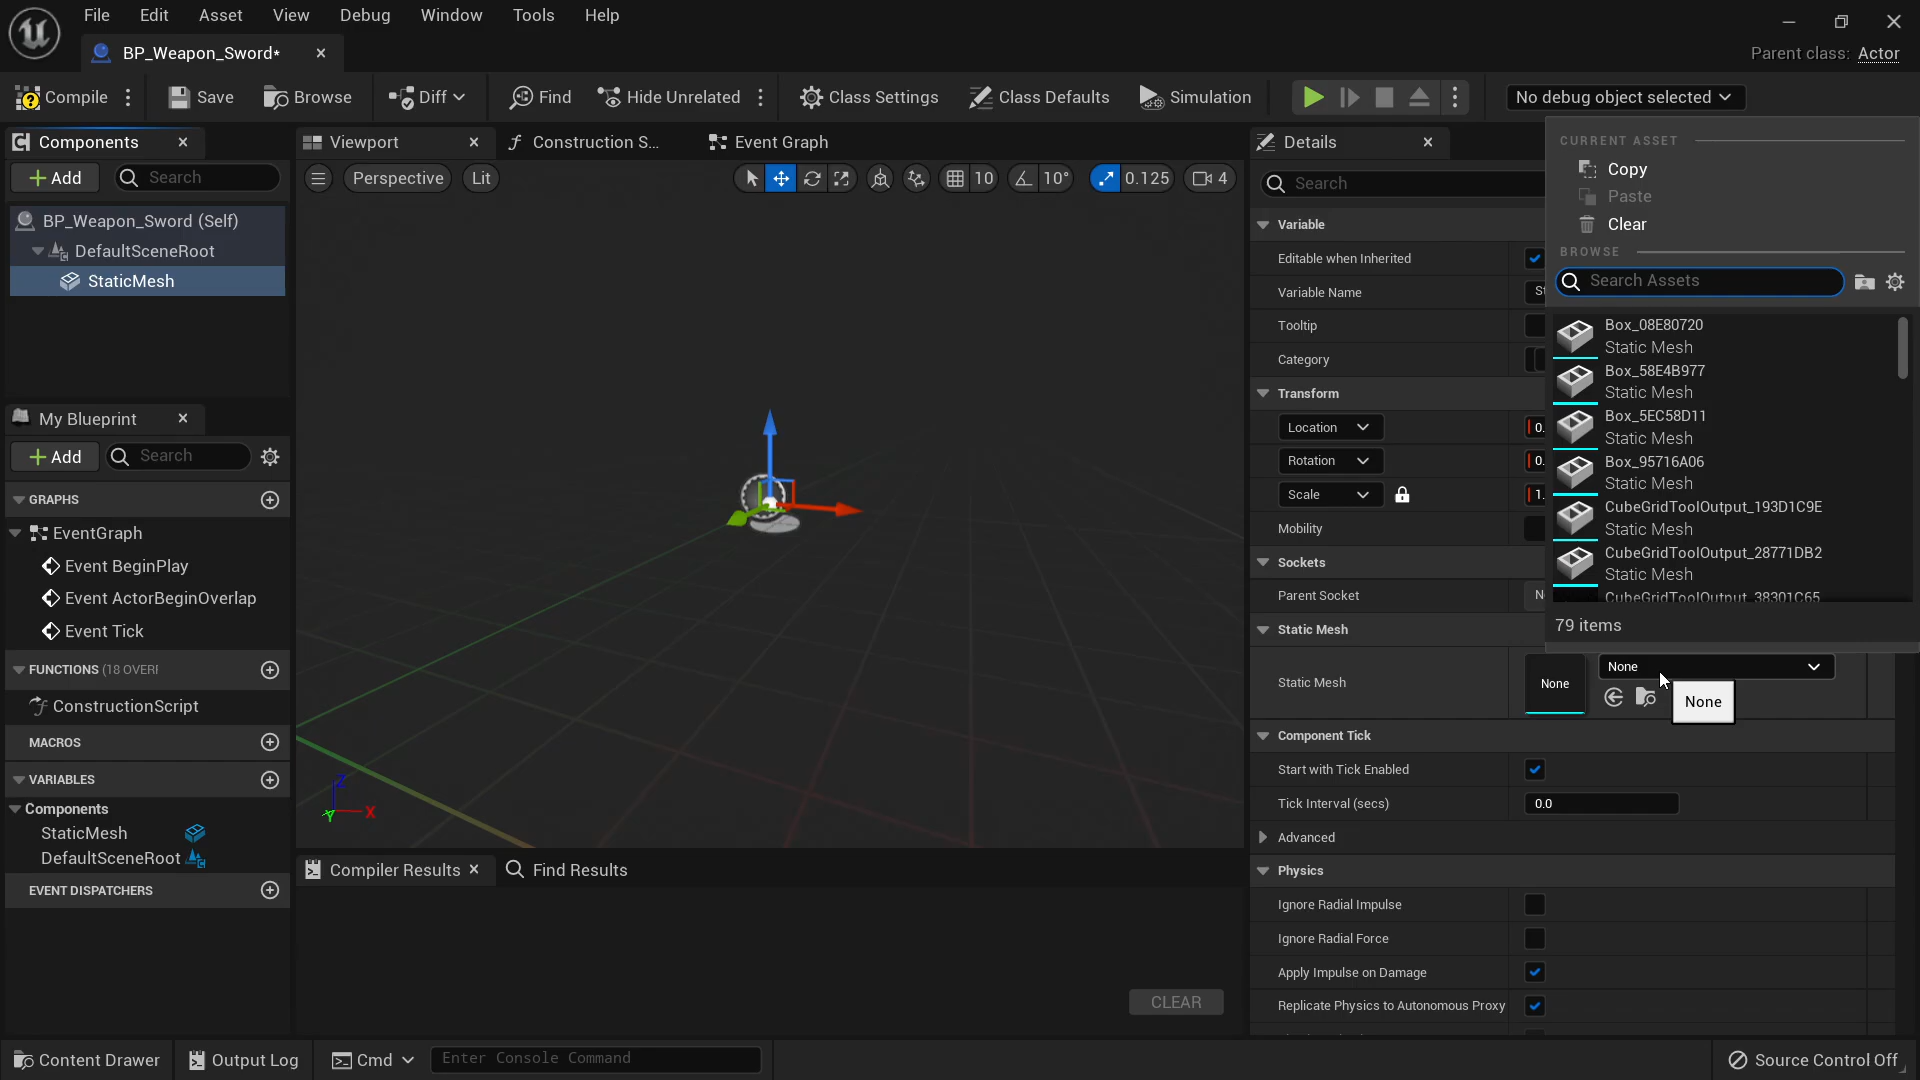 File Edit Asset View Debug Window Tools Help
BP_Weapon_Sword*
Parent class: Actor
Compile Save Browse Diff Find Hide Unrelated Class Settings Class Defaults Simulation No debug object selected
Components
Add Search
BP_Weapon_Sword (Self)
DefaultSceneRoot
StaticMesh
My Blueprint
Add Search
GRAPHS
EventGraph
Event BeginPlay
Event ActorBeginOverlap
Event Tick
FUNCTIONS (18 OVERR
ConstructionScript
MACROS
VARIABLES
Components
StaticMesh
DefaultSceneRoot
EVENT DISPATCHERS
Viewport Construction S... Event Graph
Perspective Lit 10 10° 0.125 4
Z
Y
X
Compiler Results Find Results
CLEAR
Details
Search
Variable
Editable when Inherited
Variable Name St
Tooltip
Category
Transform
Location 0.
Rotation 0.
Scale 1.
Mobility
Sockets
Parent Socket N
Static Mesh
Static Mesh None None
None
Component Tick
Start with Tick Enabled
Tick Interval (secs) 0.0
Advanced
Physics
Ignore Radial Impulse
Ignore Radial Force
Apply Impulse on Damage
Replicate Physics to Autonomous Proxy
CURRENT ASSET
Copy
Paste
Clear
BROWSE
Search Assets
Box_08E80720
Static Mesh
Box_58E4B977
Static Mesh
Box_5EC58D11
Static Mesh
Box_95716A06
Static Mesh
CubeGridToolOutput_193D1C9E
Static Mesh
CubeGridToolOutput_28771DB2
Static Mesh
CubeGridToolOutput_38301C65
79 items
Content Drawer Output Log Cmd Enter Console Command Source Control Off